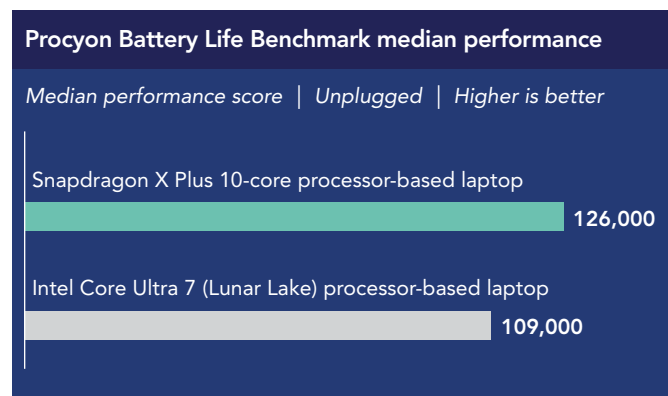 Procyon Battery Life Benchmark median performance
Median performance score | Unplugged | Higher is better
Snapdragon X Plus 10-core processor-based laptop
126,000
Intel Core Ultra 7 (Lunar Lake) processor-based laptop
109,000